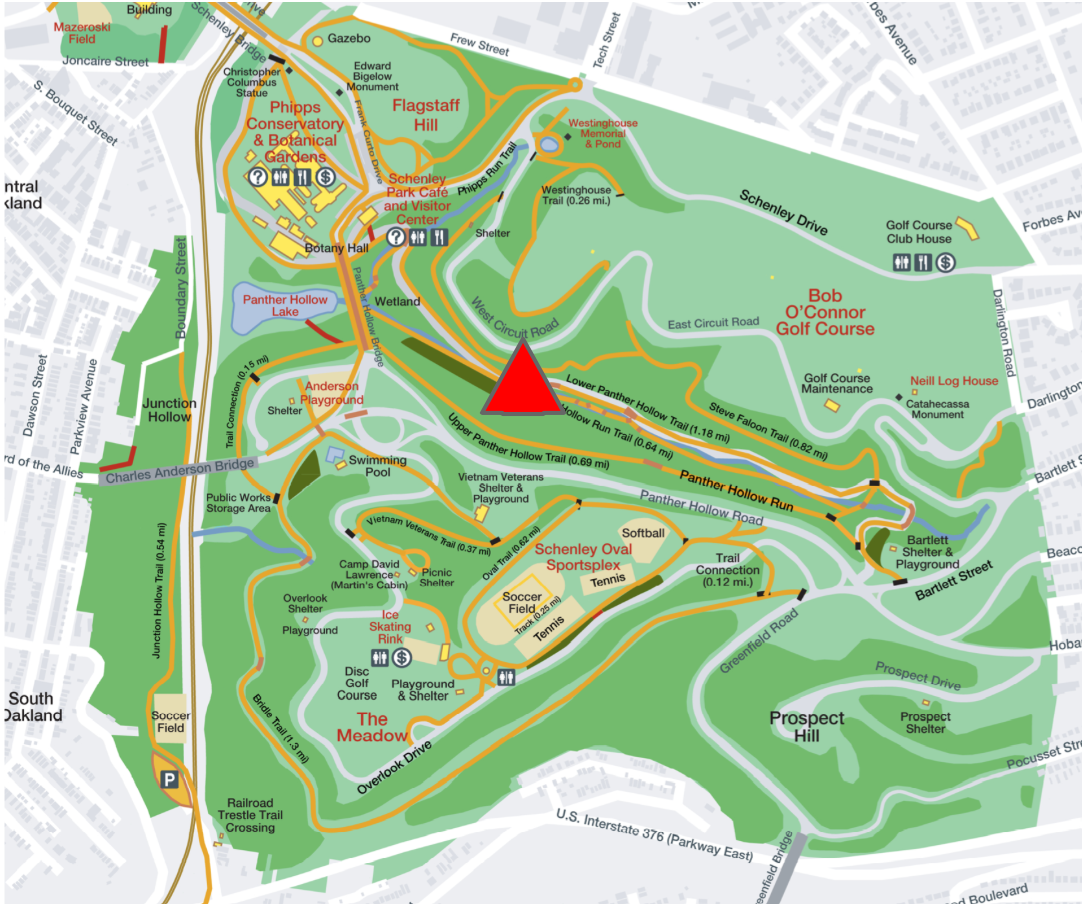 Building
Mazeroski
Field
Joncaire Street
S. Bouquet Street
Schenley Bridge
Drive
Gazebo
Frew Street
Tech Street
Forbes Avenue
Christopher
Columbus
Statue
Edward
Bigelow
Monument
Phipps
Conservatory
& Botanical
Gardens
Frank Curto Drive
Flagstaff
Hill
Westinghouse
Memorial
& Pond
Phipps Run Trail
Schenley
Park Café
and Visitor
Center
Westinghouse
Trail (0.26 mi.)
Schenley Drive
Golf Course
Club House
Forbes
Shelter
Botany Hall
Boundary Street
Panther Hollow
Lake
Wetland
Panther Hollow Bridge
West Circuit Road
East Circuit Road
Bob
O'Connor
Golf Course
Darlington Road
Dawson Street
Parkview Avenue
Junction
Hollow
Trail Connection (0.15 mi)
Anderson
Playground
Shelter
Golf Course
Maintenance
Neill Log House
Catahecassa
Monument
Darlington
Lower Panther Hollow Trail (1.18 mi)
Steve Faloon Trail (0.82 mi)
Hollow Run Trail (0.64 mi)
Upper Panther Hollow Trail (0.69 mi)
rd of the Allies
Charles Anderson Bridge
Swimming
Pool
Panther Hollow Run
Panther Hollow Road
Bartlett S
Public Works
Storage Area
Vietnam Veterans
Shelter &
Playground
Vietnam Veterans Trail (0.37 mi)
Oval Trail (0.62 mi)
Softball
Schenley Oval
Sportsplex
Tennis
Soccer
Field
Track (0.25 mi)
Tennis
Trail
Connection
(0.12 mi.)
Bartlett
Shelter &
Playground
Bartlett Street
Junction Hollow Trail (0.54 mi)
Camp David
Lawrence
(Martin's Cabin)
Picnic
Shelter
Overlook
Shelter
Playground
Ice
Skating
Rink
Disc
Golf
Course
Playground
& Shelter
The
Meadow
Overlook Drive
Bridle Trail (1.3 mi)
Greenfield Road
Prospect Drive
Prospect
Hill
Prospect
Shelter
South
Oakland
Soccer
Field
P
Pocusset Street
Railroad
Trestle Trail
Crossing
U.S. Interstate 376 (Parkway East)
enfield Bridge
Boulevard